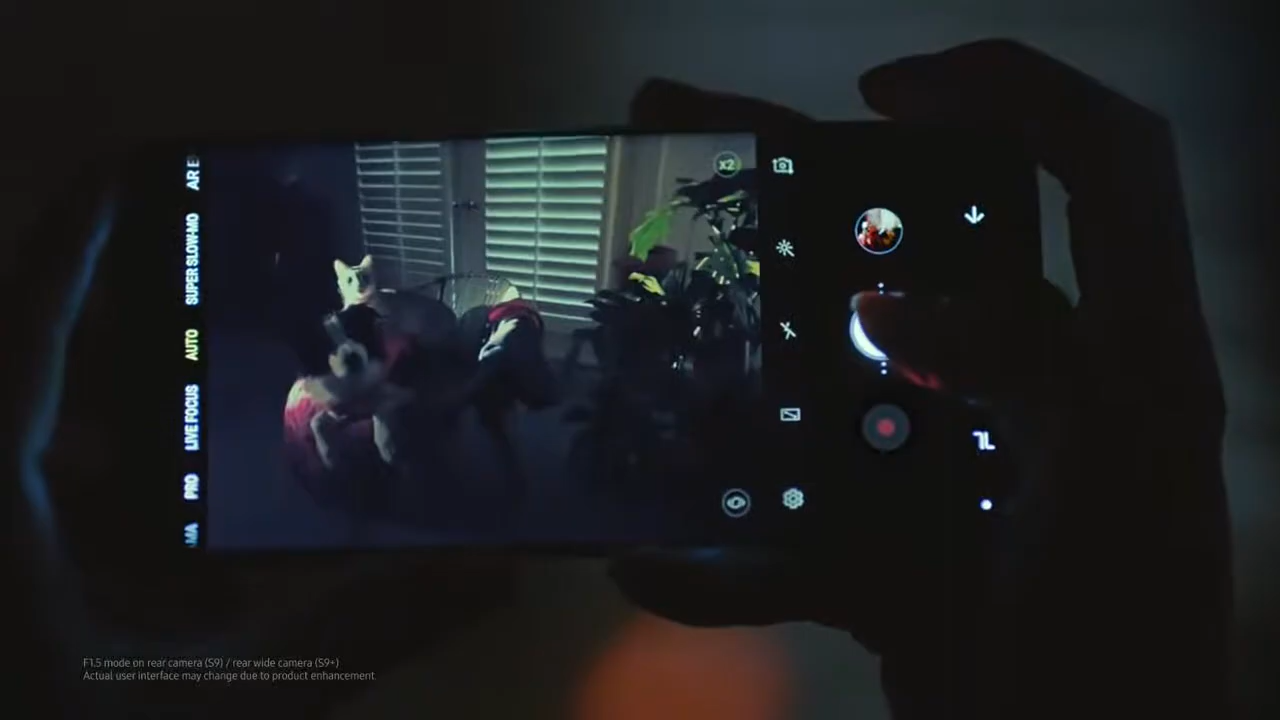 AR E
SUPER SLOW-MO
AUTO
LIVE FOCUS
PRO
MA
x2
F1.5 mode on rear camera (S9) / rear wide camera (S9+)
Actual user interface may change due to product enhancement.